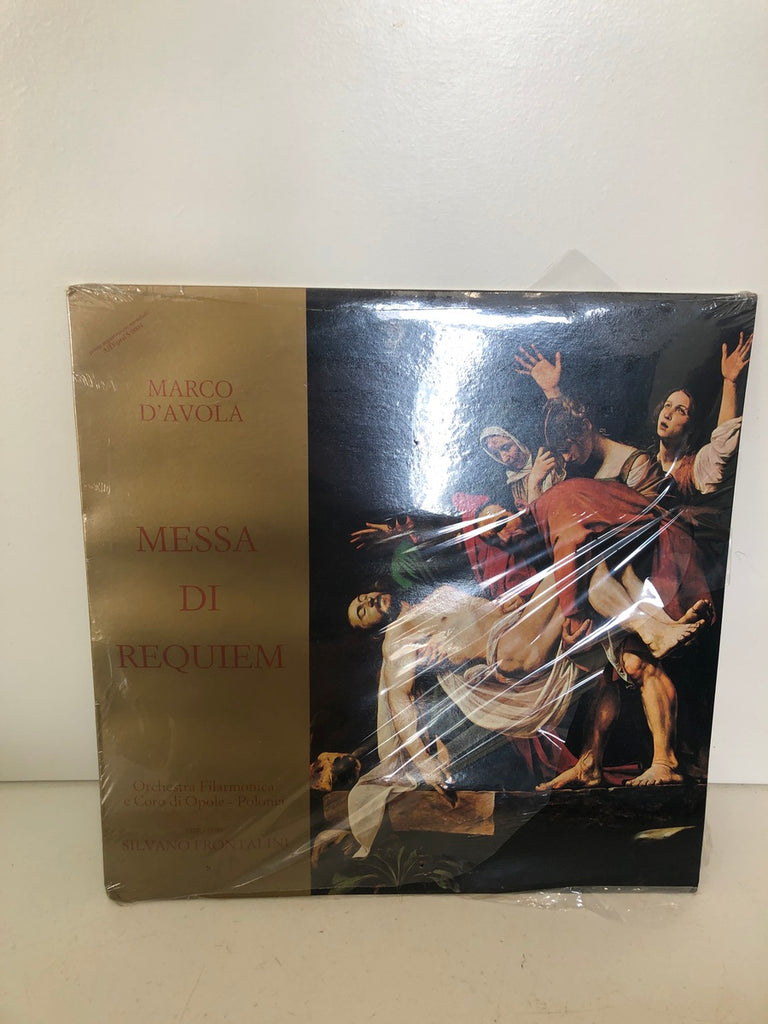 MARCO
D'AVOLA
MESSA
DI
REQUIEM
Orchestra Filarmonica
e Coro di Opole - Polonia
SILVANO FRONTALINI